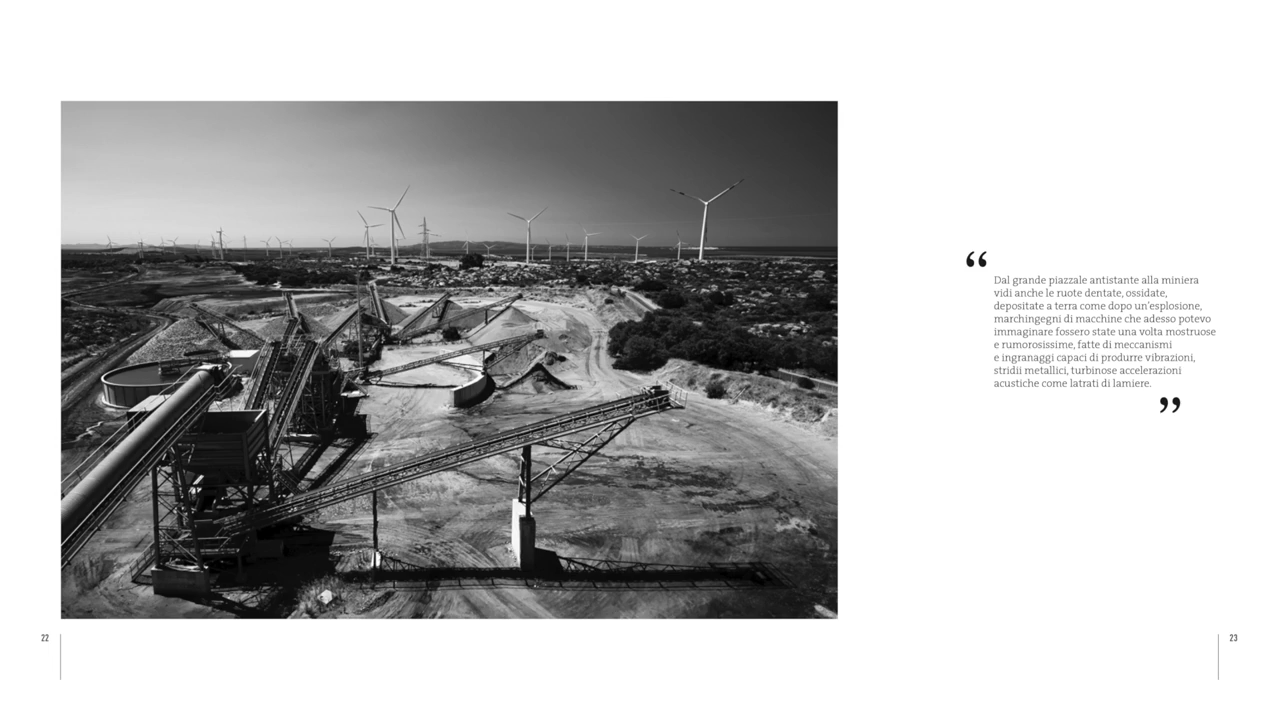 “
Dal grande piazzale antistante alla miniera
vidi anche le ruote dentate, ossidate,
depositate a terra come dopo un’esplosione,
marchingegni di macchine che adesso potevo
immaginare fossero state una volta mostruose
e rumorosissime, fatte di meccanismi
e ingranaggi capaci di produrre vibrazioni,
stridii metallici, turbinose accelerazioni
acustiche come latrati di lamiere.
”
22
23